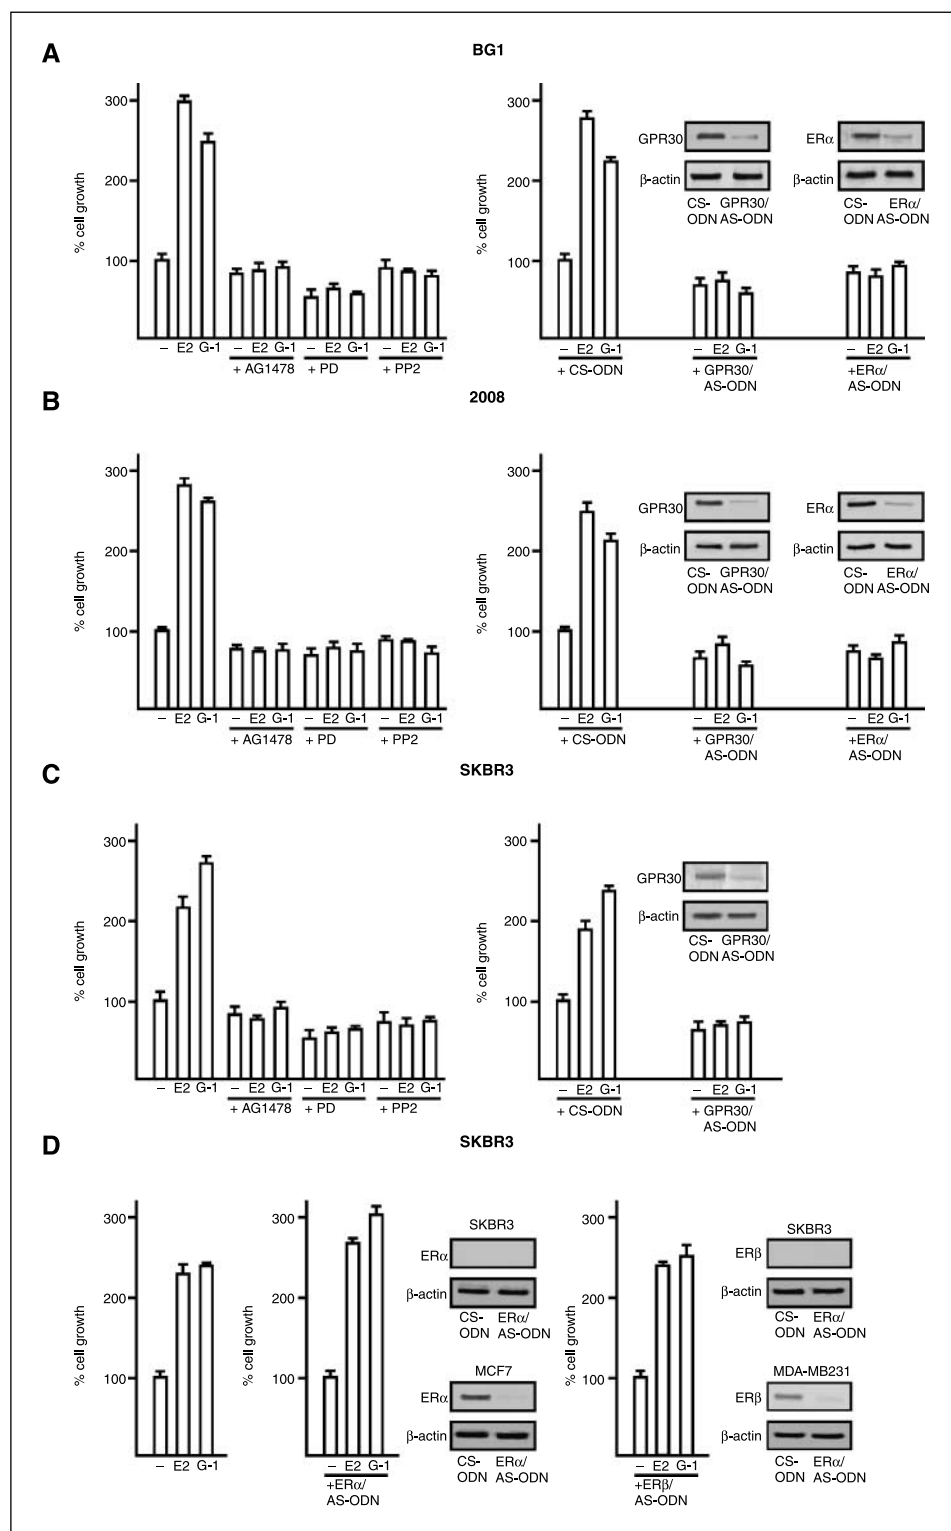 A
BG1
% cell growth
300
200
100
– E2 G-1 – E2 G-1 – E2 G-1 – E2 G-1
+ AG1478 + PD + PP2
% cell growth
300
200
100
– E2 G-1 – E2 G-1 – E2 G-1
+ CS-ODN + GPR30/ +ERα/
AS-ODN AS-ODN
GPR30
β-actin
CS- GPR30/
ODN AS-ODN
ERα
β-actin
CS- ERα/
ODN AS-ODN
B
2008
% cell growth
300
200
100
– E2 G-1 – E2 G-1 – E2 G-1 – E2 G-1
+ AG1478 + PD + PP2
% cell growth
300
200
100
– E2 G-1 – E2 G-1 – E2 G-1
+ CS-ODN + GPR30/ +ERα/
AS-ODN AS-ODN
GPR30
β-actin
CS- GPR30/
ODN AS-ODN
ERα
β-actin
CS- ERα/
ODN AS-ODN
C
SKBR3
% cell growth
300
200
100
– E2 G-1 – E2 G-1 – E2 G-1 – E2 G-1
+ AG1478 + PD + PP2
% cell growth
300
200
100
– E2 G-1 – E2 G-1
+ CS-ODN + GPR30/
AS-ODN
GPR30
β-actin
CS- GPR30/
ODN AS-ODN
D
SKBR3
% cell growth
300
200
100
– E2 G-1
% cell growth
300
200
100
– E2 G-1
+ERα/
AS-ODN
SKBR3
ERα
β-actin
CS- ERα/
ODN AS-ODN
MCF7
ERα
β-actin
CS- ERα/
ODN AS-ODN
% cell growth
300
200
100
– E2 G-1
+ERβ/
AS-ODN
SKBR3
ERβ
β-actin
CS- ERα/
ODN AS-ODN
MDA-MB231
ERβ
β-actin
CS- ERα/
ODN AS-ODN